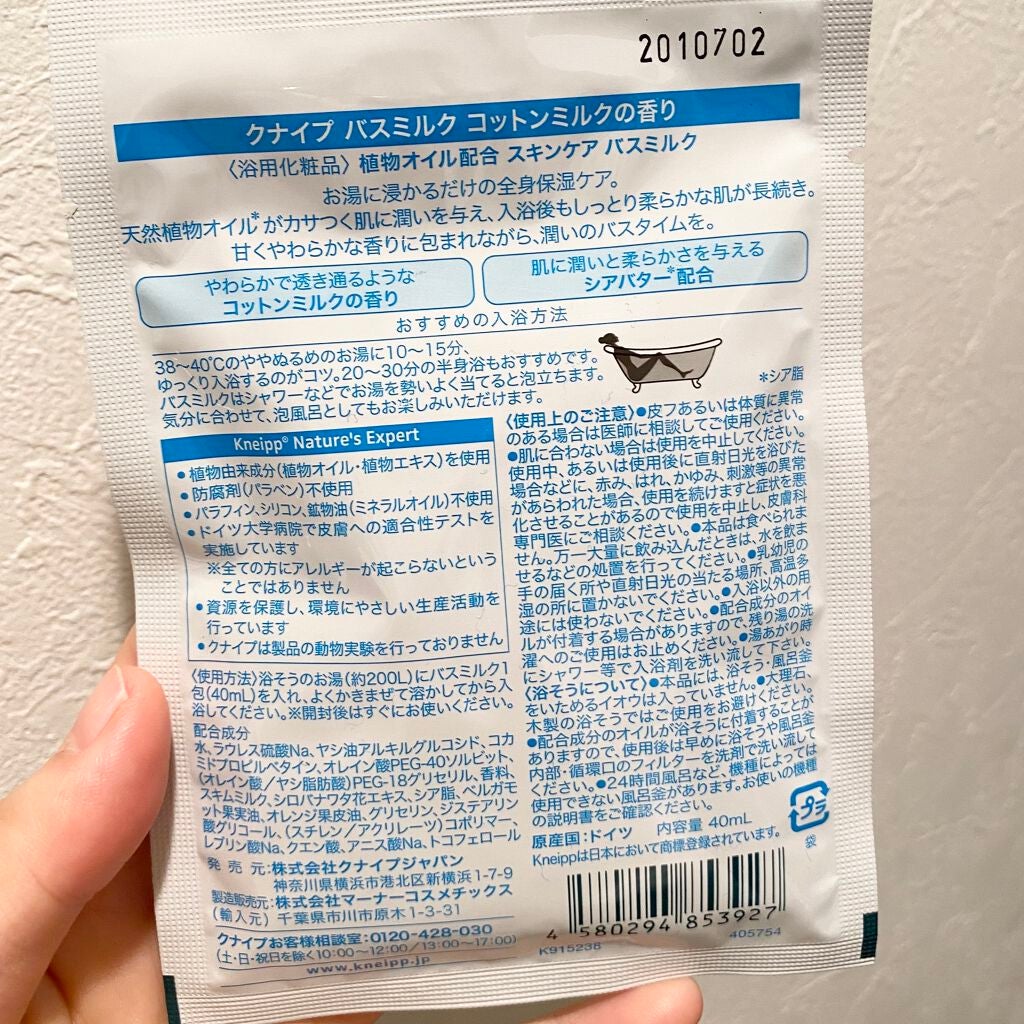 2010702
クナイプ バスミルク コットンミルクの香り
〈浴用化粧品〉植物オイル配合 スキンケア バスミルク
お湯に浸かるだけの全身保湿ケア。
天然植物オイル*がカサつく肌に潤いを与え、入浴後もしっとり柔らかな肌が長続き。
甘くやわらかな香りに包まれながら、潤いのバスタイムを。
やわらかで透き通るような
コットンミルクの香り
肌に潤いと柔らかさを与える
シアバター*配合
おすすめの入浴方法
38〜40℃のややぬるめのお湯に10〜15分、
ゆっくり入浴するのがコツ。20〜30分の半身浴もおすすめです。
バスミルクはシャワーなどでお湯を勢いよく当てると泡立ちます。
気分に合わせて、泡風呂としてもお楽しみいただけます。
*シア脂
Kneipp® Nature's Expert
●植物由来成分(植物オイル・植物エキス)を使用
●防腐剤(パラベン)不使用
●パラフィン、シリコン、鉱物油(ミネラルオイル)不使用
●ドイツ大学病院で皮膚への適合性テストを
実施しています
※全ての方にアレルギーが起こらないという
ことではありません
●資源を保護し、環境にやさしい生産活動を
行っています
●クナイプは製品の動物実験を行っておりません
〈使用方法〉浴そうのお湯(約200L)にバスミルク1
包(40mL)を入れ、よくかきまぜて溶かしてから入
浴してください。※開封後はすぐにお使いください。
配合成分
水、ラウレス硫酸Na、ヤシ油アルキルグルコシド、コカ
ミドプロピルベタイン、オレイン酸PEG-40ソルビット、
(オレイン酸/ヤシ脂肪酸)PEG-18グリセリル、香料、
スキムミルク、シロバナワタ花エキス、シア脂、ベルガモ
ット果実油、オレンジ果皮油、グリセリン、ジステアリン
酸グリコール、(スチレン/アクリレーツ)コポリマー、
レブリン酸Na、クエン酸、アニス酸Na、トコフェロール
発 売 元:株式会社クナイプジャパン
神奈川県横浜市港北区新横浜1-7-9
製造販売元:株式会社マーナーコスメチックス
(輸入元) 千葉県市川市原木1-3-31
クナイプお客様相談室:0120-428-030
(土・日・祝日を除く10:00〜12:00/13:00〜17:00)
www.kneipp.jp
〈使用上のご注意〉●皮フあるいは体質に異常
のある場合は医師に相談してご使用ください。
●肌に合わない場合は使用を中止してください。
使用中、あるいは使用後に直射日光を浴びた
場合などに、赤み、はれ、かゆみ、刺激等の異常
があらわれた場合、使用を続けますと症状を悪
化させることがあるので使用を中止し、皮膚科
専門医にご相談ください。●本品は食べられま
せん。万一大量に飲み込んだときは、水を飲ま
せるなどの処置を行ってください。●乳幼児の
手の届く所や直射日光の当たる場所、高温多
湿の所に置かないでください。●入浴以外の用
途には使わないでください。●配合成分のオイ
ルが付着する場合がありますので、残り湯の洗
濯へのご使用はお止めください。●湯あがり時
にシャワー等で入浴剤を洗い流して下さい。
〈浴そうについて〉●本品には、浴そう・風呂釜
をいためるイオウは入っていません。●大理石、
木製の浴そうではご使用をお避けください。
●配合成分のオイルが浴そうに付着することが
ありますので、使用後は早めに浴そうや風呂釜
内部・循環口のフィルターを洗剤で洗い流して
ください。●24時間風呂など、機種によっては
使用できない風呂釜があります。お使いの機種
の説明書をご確認ください。
原産国:ドイツ 内容量 40mL
Kneippは日本において商標登録されています。
プラ
袋
4 580294 853927
K915238
405754